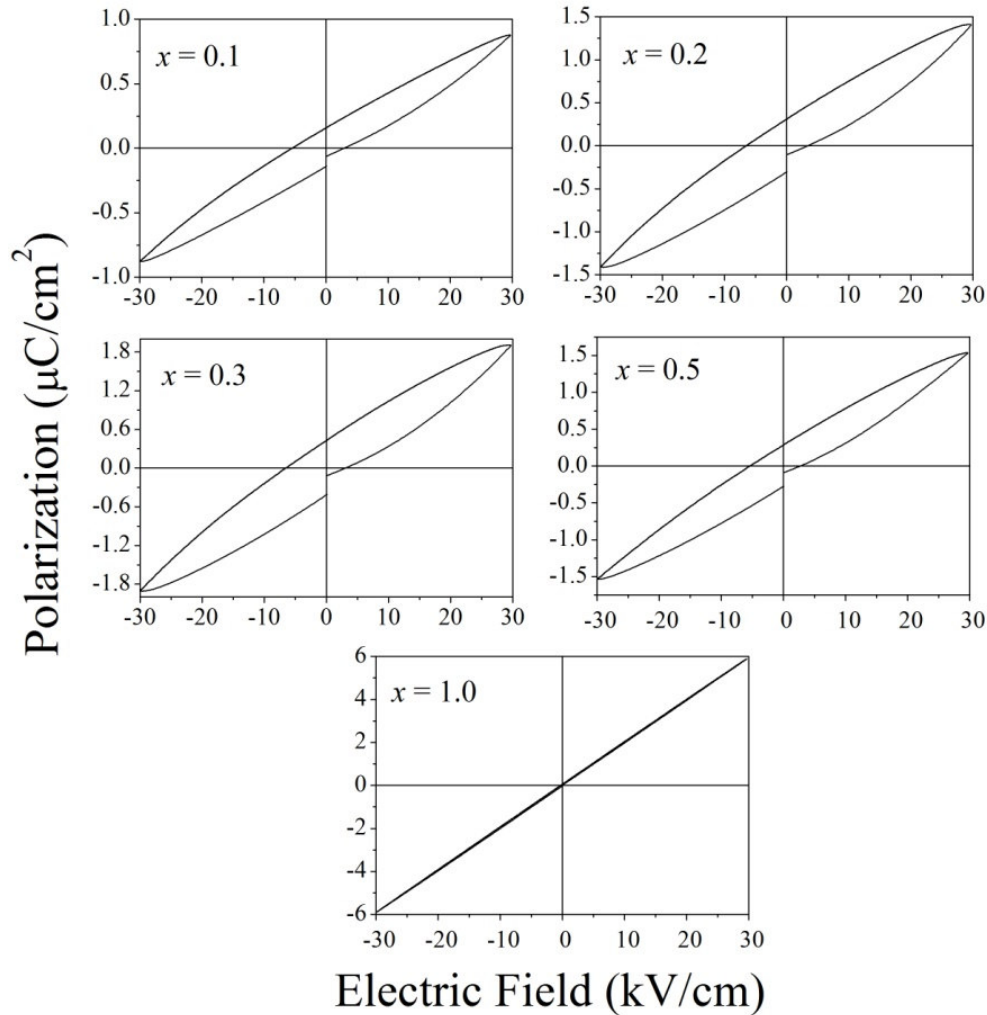 x = 0.1
1.0
0.5
0.0
-0.5
-1.0
-30 -20 -10 0 10 20 30
x = 0.2
1.5
1.0
0.5
0.0
-0.5
-1.0
-1.5
-30 -20 -10 0 10 20 30
x = 0.3
1.8
1.2
0.6
0.0
-0.6
-1.2
-1.8
-30 -20 -10 0 10 20 30
x = 0.5
1.5
1.0
0.5
0.0
-0.5
-1.0
-1.5
-30 -20 -10 0 10 20 30
x = 1.0
6
4
2
0
-2
-4
-6
-30 -20 -10 0 10 20 30
Polarization (μC/cm²)
Electric Field (kV/cm)